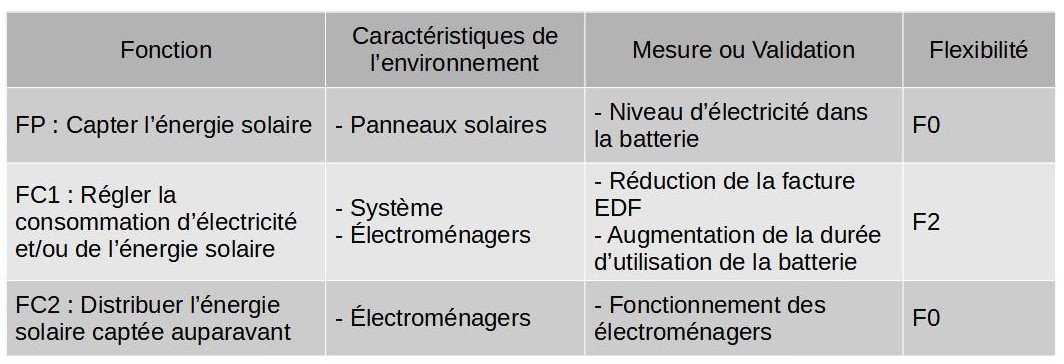 Fonction
Caractéristiques de
l’environnement
Mesure ou Validation
Flexibilité
FP : Capter l’énergie solaire
- Panneaux solaires
- Niveau d’électricité dans
la batterie
F0
FC1 : Régler la
consommation d’électricité
et/ou de l’énergie solaire
- Système
- Électroménagers
- Réduction de la facture
EDF
- Augmentation de la durée
d’utilisation de la batterie
F2
FC2 : Distribuer l’énergie
solaire captée auparavant
- Électroménagers
- Fonctionnement des
électroménagers
F0